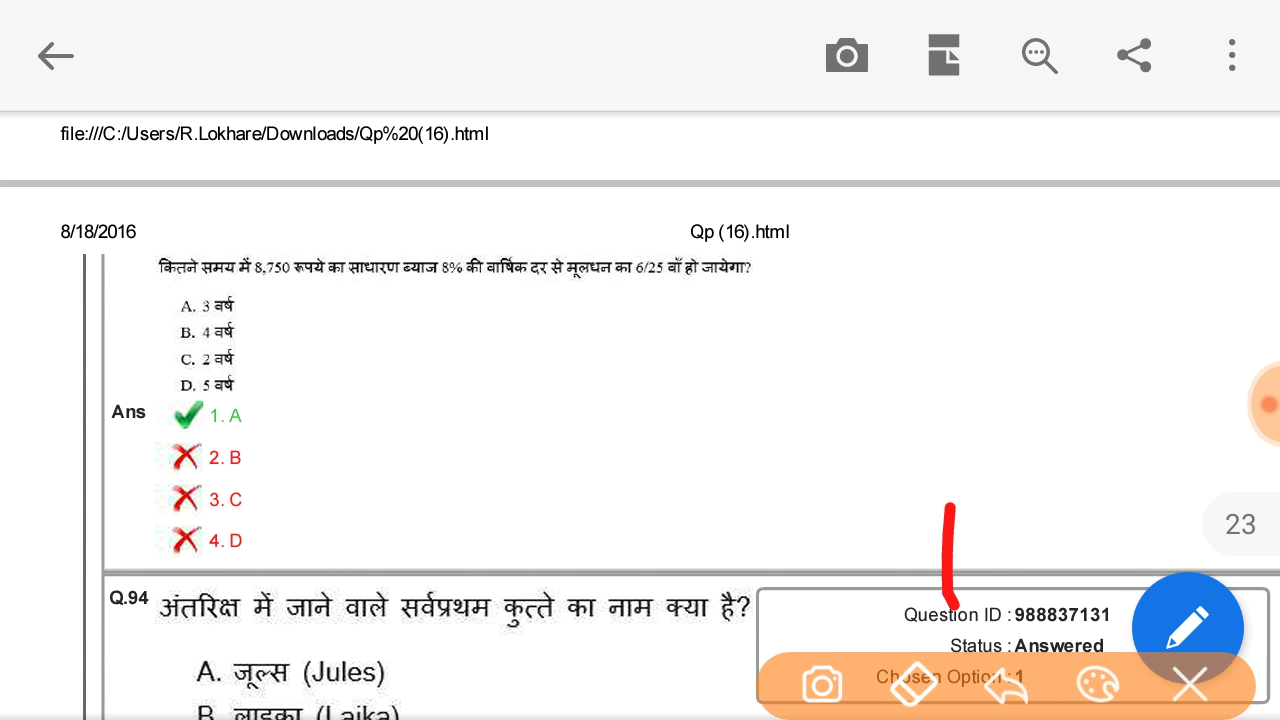 file:///C:/Users/R.Lokhare/Downloads/Qp%20(16).html
8/18/2016 Qp (16).html
कितने समय में 8,750 रूपये का साधारण ब्याज 8% की वार्षिक दर से मूलधन का 6/25 वाँ हो जायेगा?
A. 3 वर्ष
B. 4 वर्ष
C. 2 वर्ष
D. 5 वर्ष
Ans 1. A
2. B
3. C
4. D
23
Q.94 अंतरिक्ष में जाने वाले सर्वप्रथम कुत्ते का नाम क्या है?
Question ID : 988837131
Status : Answered
Chosen Option : 1
A. जूल्स (Jules)
B. लाइका (Laika)